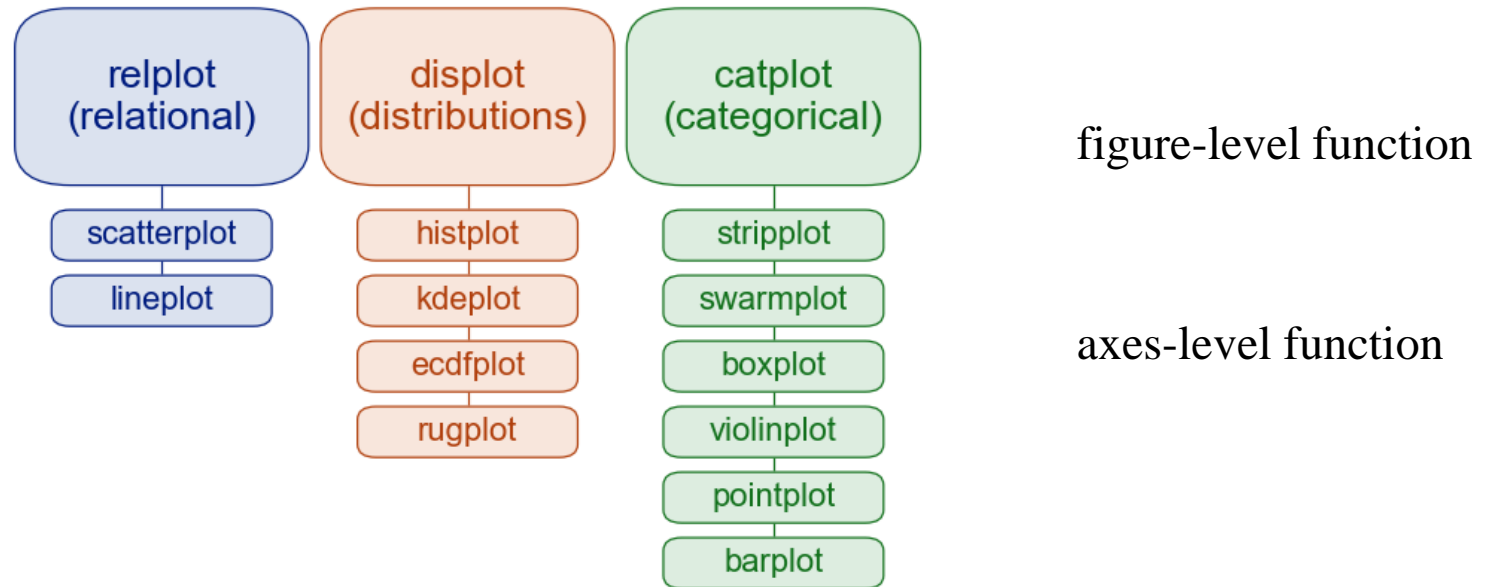 relplot
(relational)
scatterplot
lineplot
displot
(distributions)
histplot
kdeplot
ecdfplot
rugplot
catplot
(categorical)
stripplot
swarmplot
boxplot
violinplot
pointplot
barplot
figure-level function
axes-level function